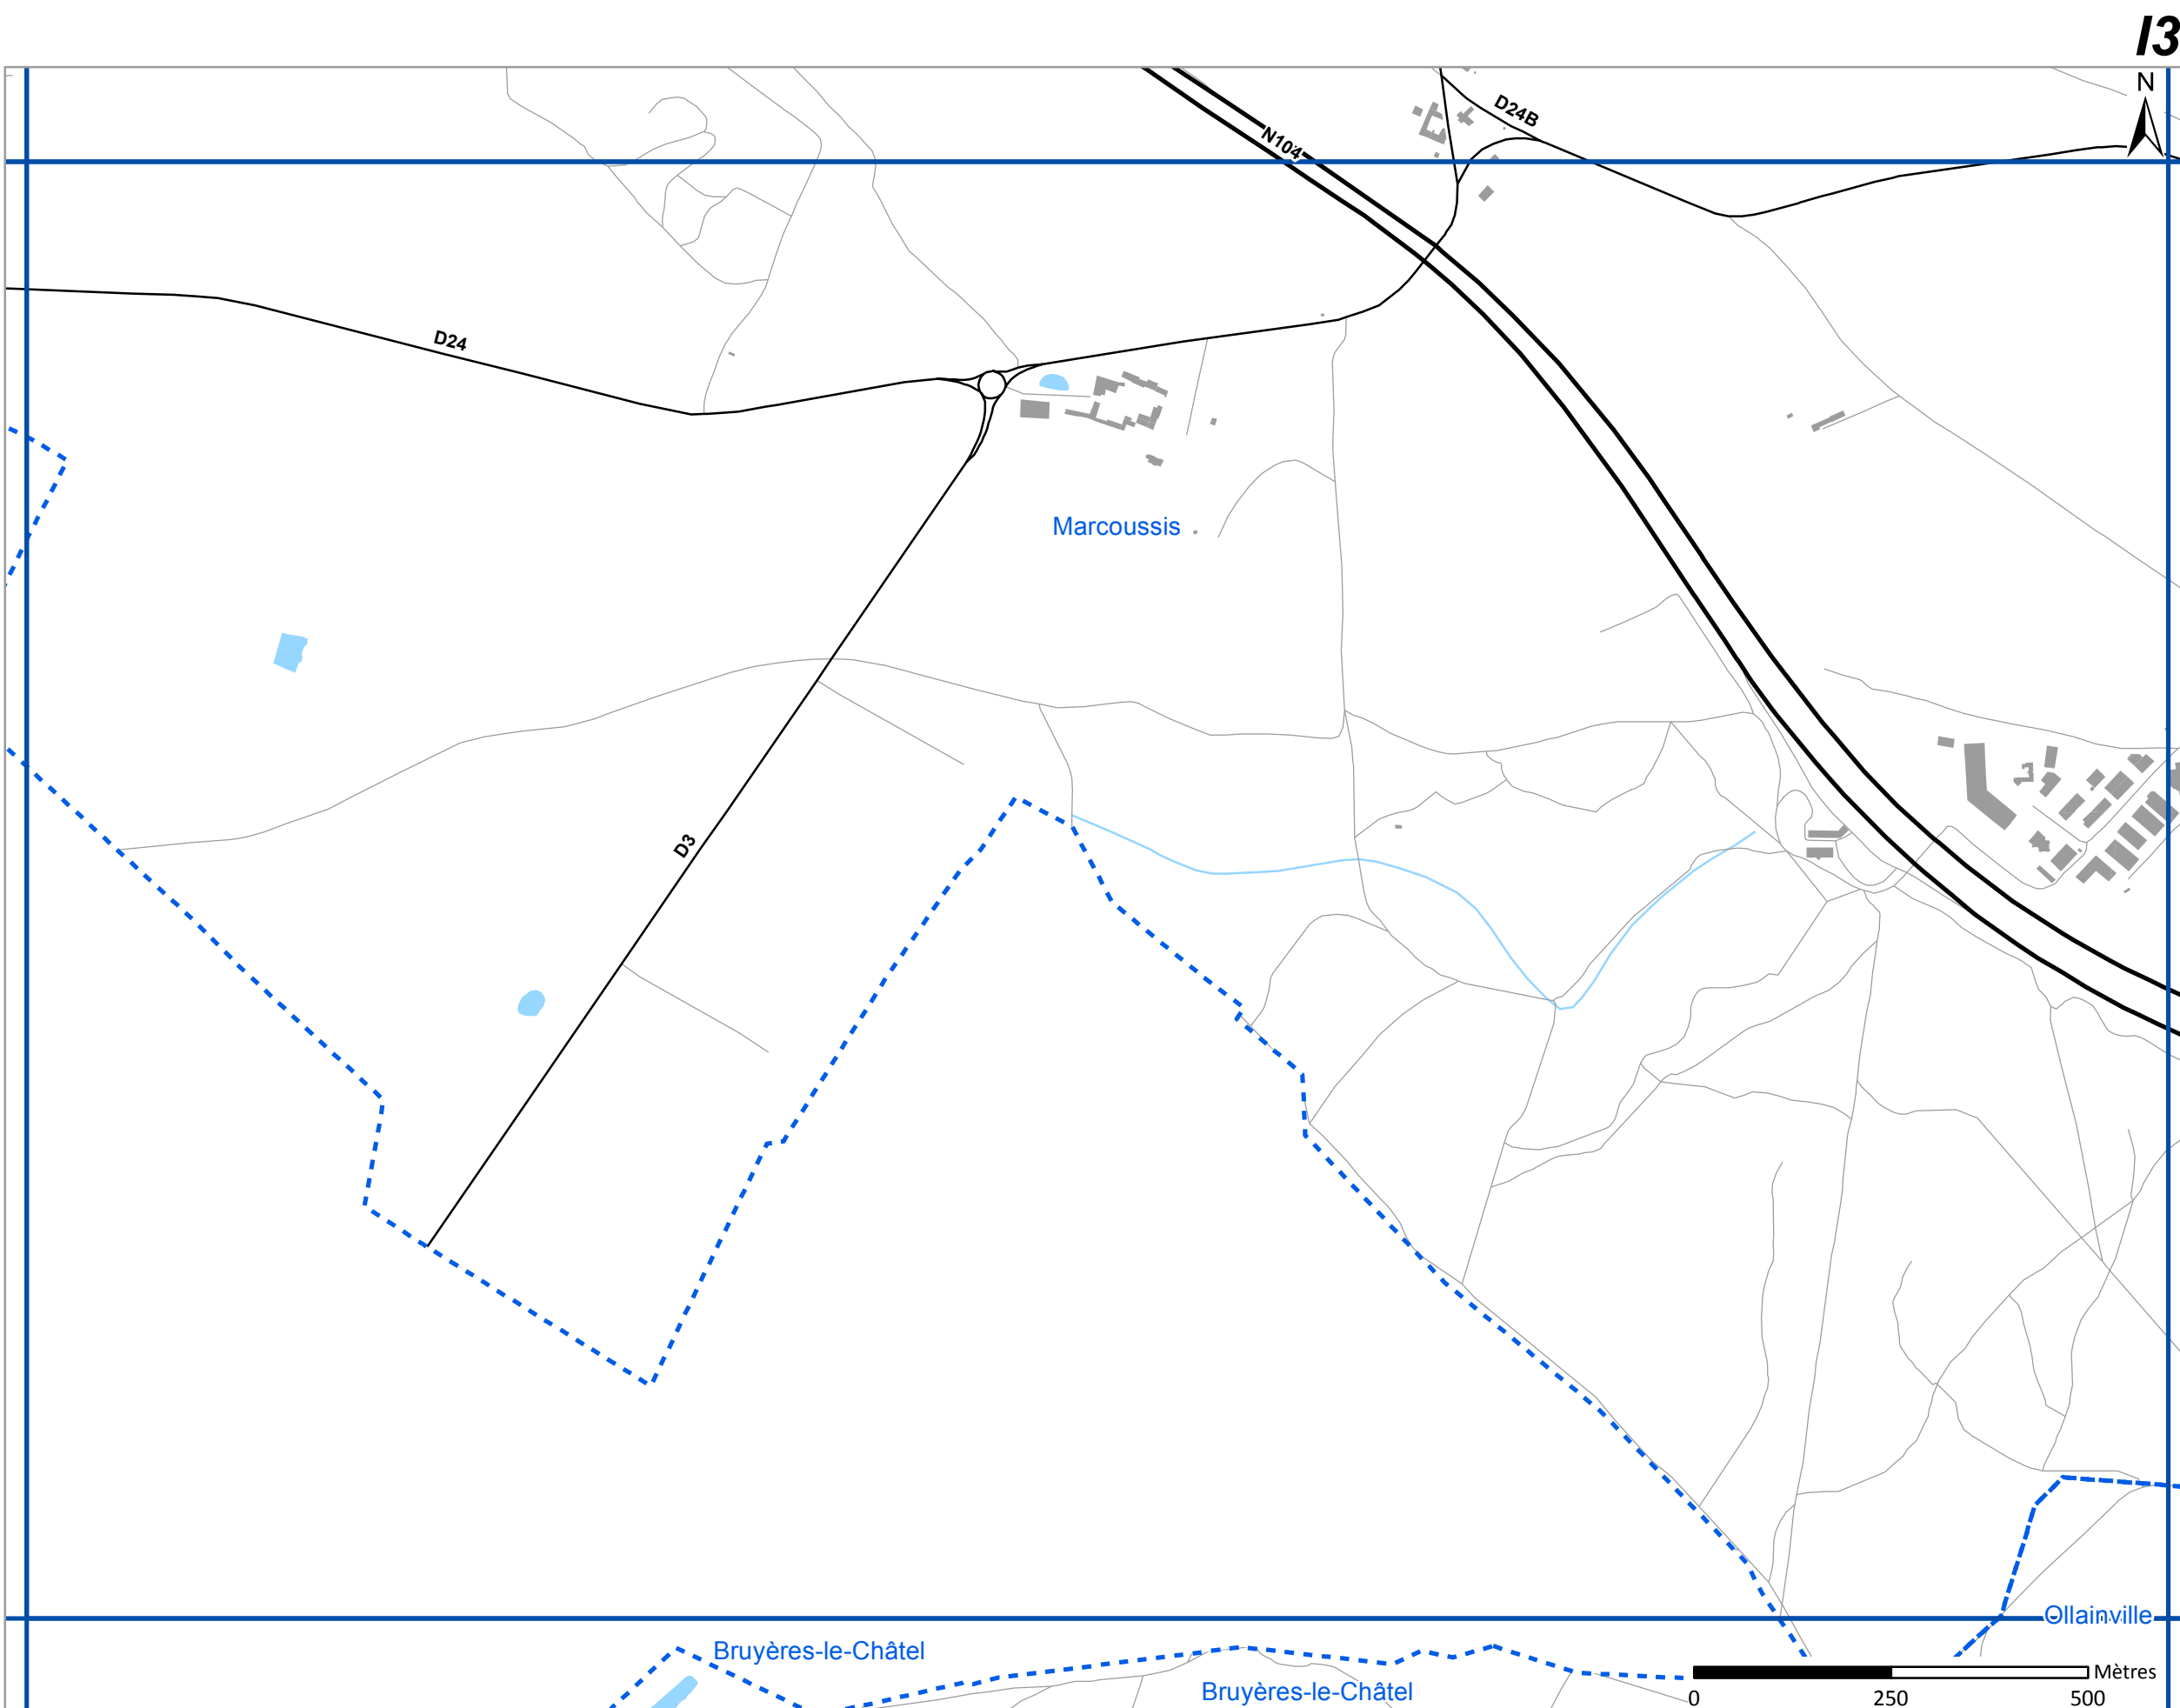 I3
N
D24B
N104
D24
Marcoussis
D3
Ollainville
Bruyères-le-Châtel
Mètres
Bruyères-le-Châtel
0 250 500